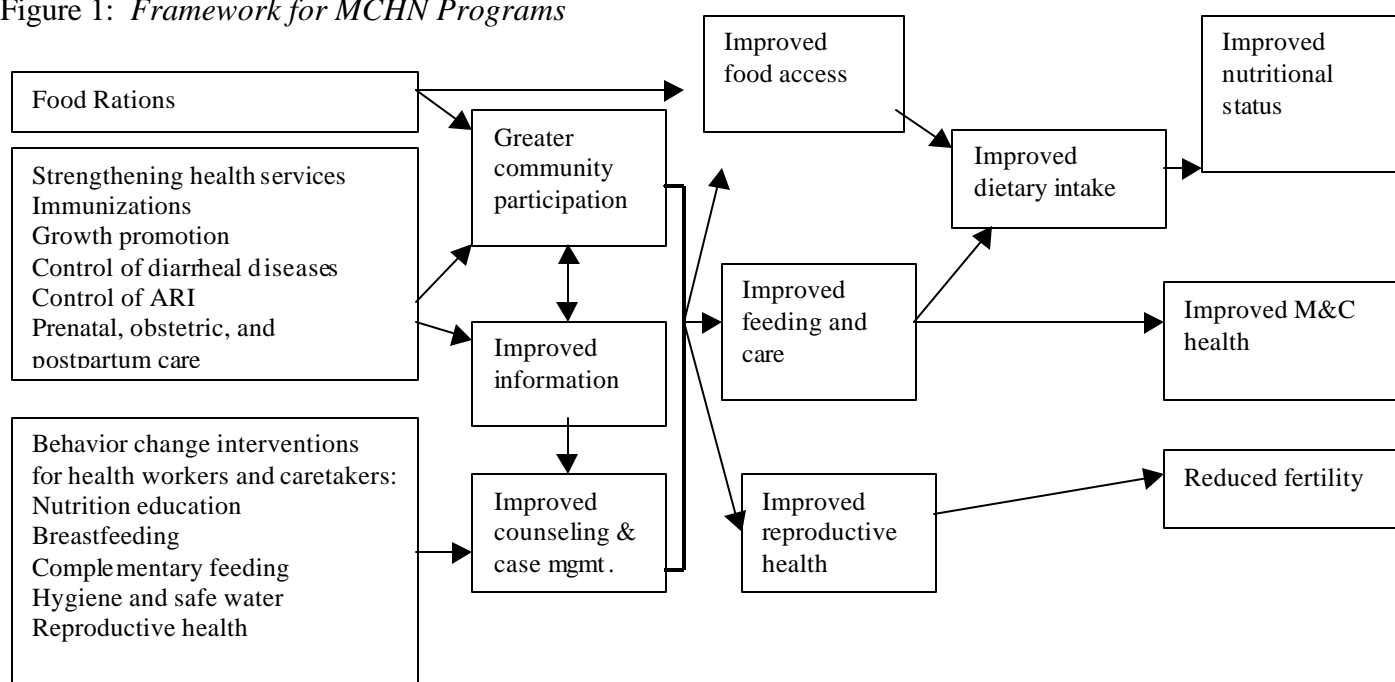 Figure 1: Framework for MCHN Programs
Food Rations
Strengthening health services
Immunizations
Growth promotion
Control of diarrheal diseases
Control of ARI
Prenatal, obstetric, and
postpartum care
Behavior change interventions
for health workers and caretakers:
Nutrition education
Breastfeeding
Complementary feeding
Hygiene and safe water
Reproductive health
Greater
community
participation
Improved
information
Improved
counseling &
case mgmt.
Improved
food access
Improved
feeding and
care
Improved
reproductive
health
Improved
dietary intake
Improved
nutritional
status
Improved M&C
health
Reduced fertility